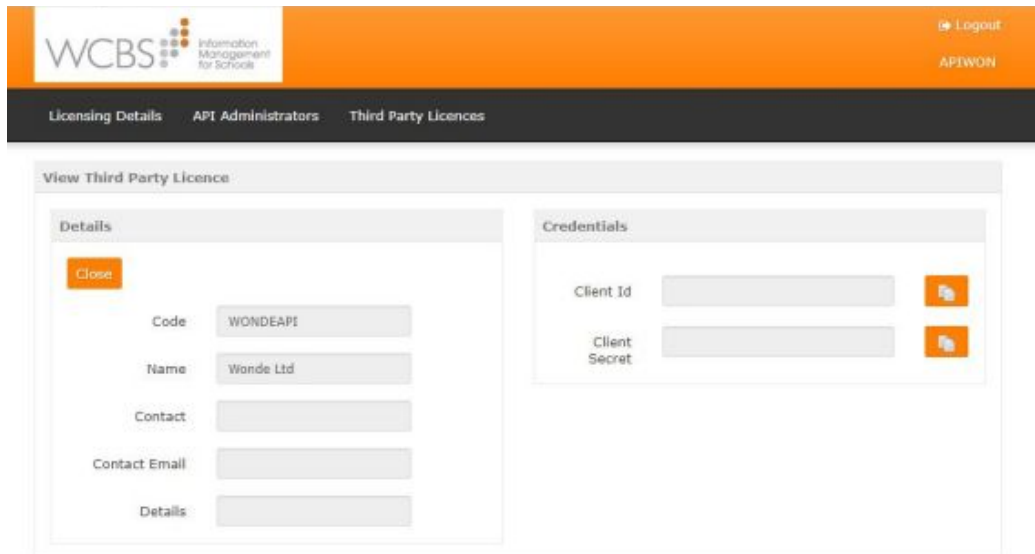 WCBS Information
Management
for Schools
Logout
APIWON
Licensing Details API Administrators Third Party Licences
View Third Party Licence
Details
Close
Code WONDEAPI
Name Wonde Ltd
Contact
Contact Email
Details
Credentials
Client Id
Client
Secret